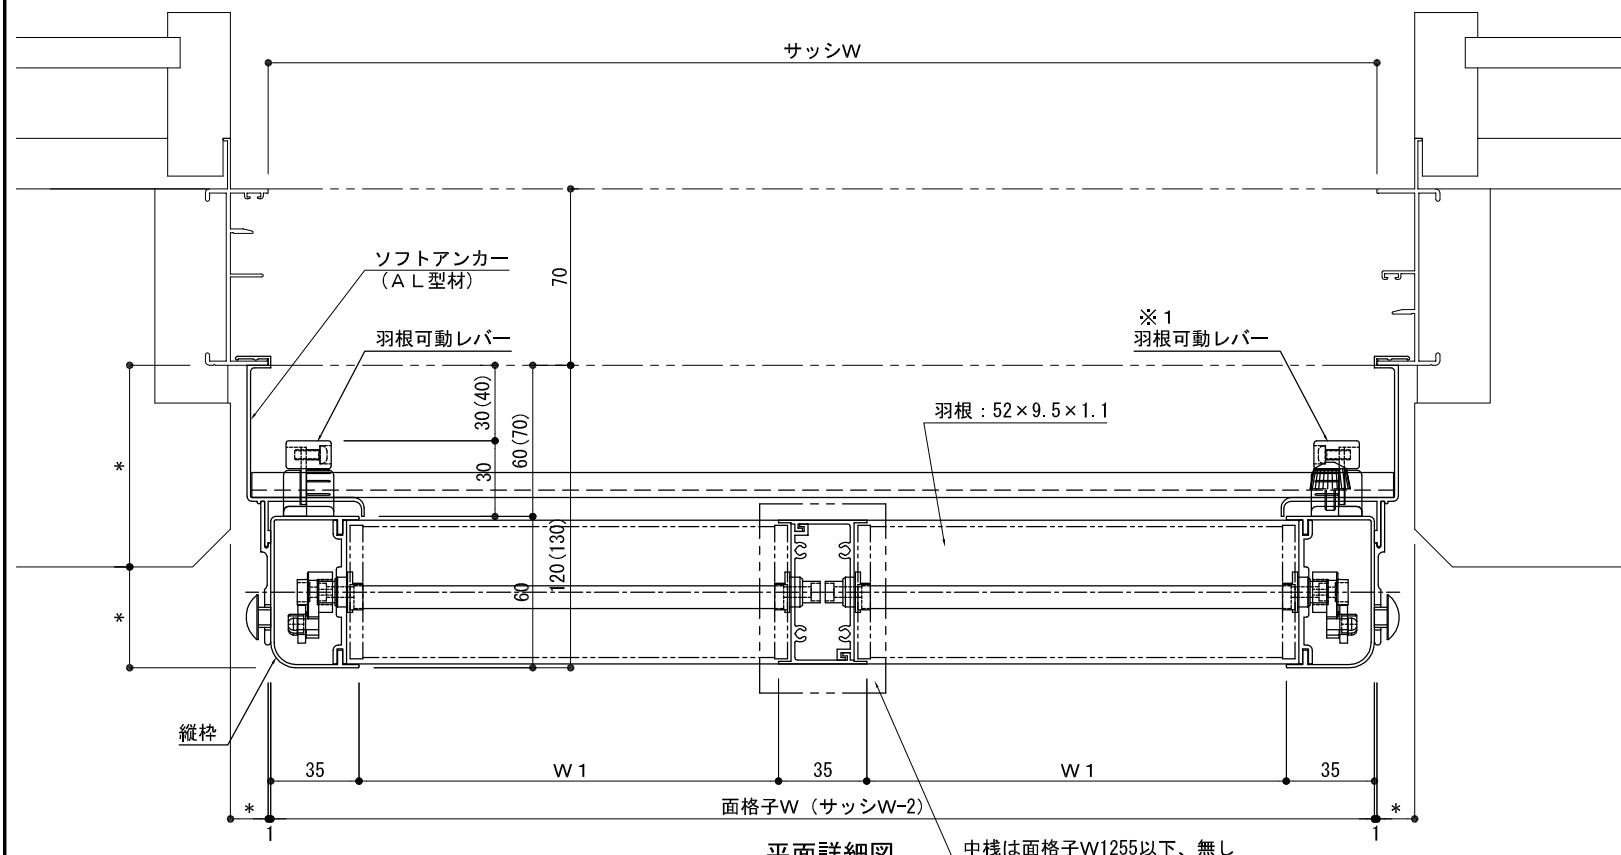 サッシW
ソフトアンカー
(AL型材)
70
羽根可動レバー
※1
羽根可動レバー
30(40)
60(70)
羽根：52×9.5×1.1
*
30
120(130)
60
*
縦枠
35
W1
35
W1
35
*
面格子W（サッシW-2）
*
1
1
平面詳細図
中桟は面格子W1255以下、無し